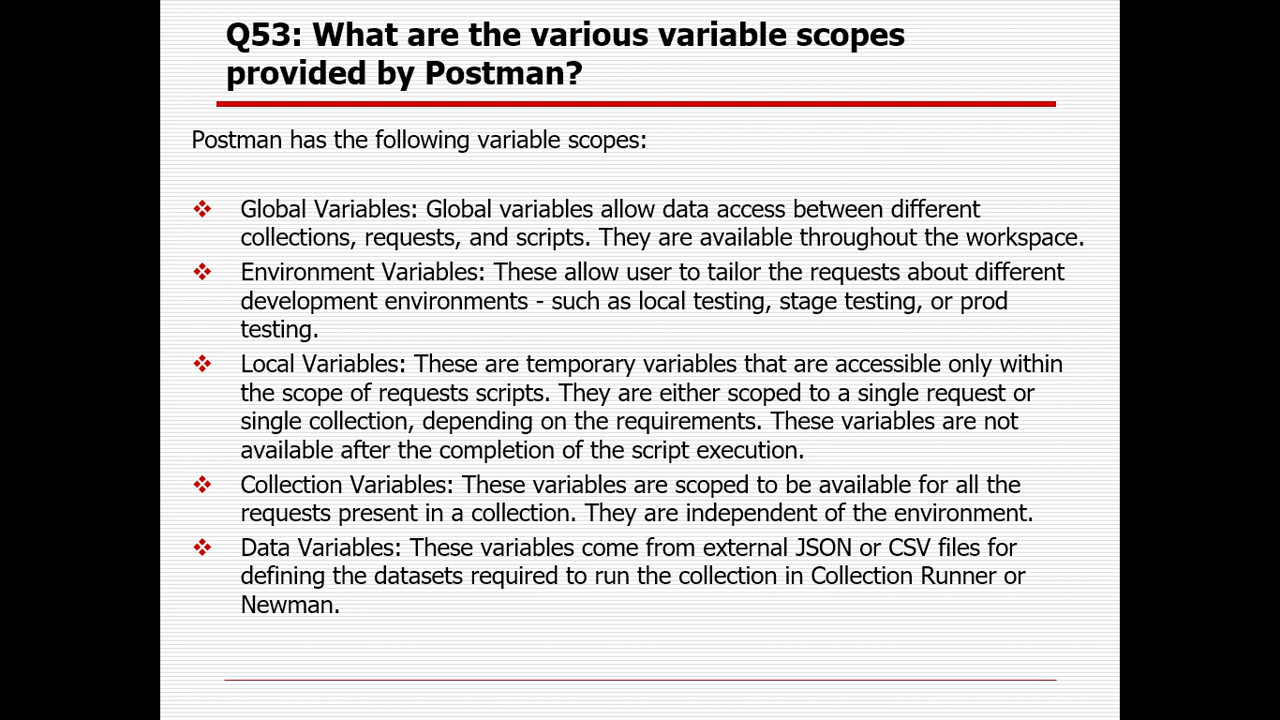 Q53: What are the various variable scopes
provided by Postman?
Postman has the following variable scopes:
Global Variables: Global variables allow data access between different
collections, requests, and scripts. They are available throughout the workspace.
Environment Variables: These allow user to tailor the requests about different
development environments - such as local testing, stage testing, or prod
testing.
Local Variables: These are temporary variables that are accessible only within
the scope of requests scripts. They are either scoped to a single request or
single collection, depending on the requirements. These variables are not
available after the completion of the script execution.
Collection Variables: These variables are scoped to be available for all the
requests present in a collection. They are independent of the environment.
Data Variables: These variables come from external JSON or CSV files for
defining the datasets required to run the collection in Collection Runner or
Newman.